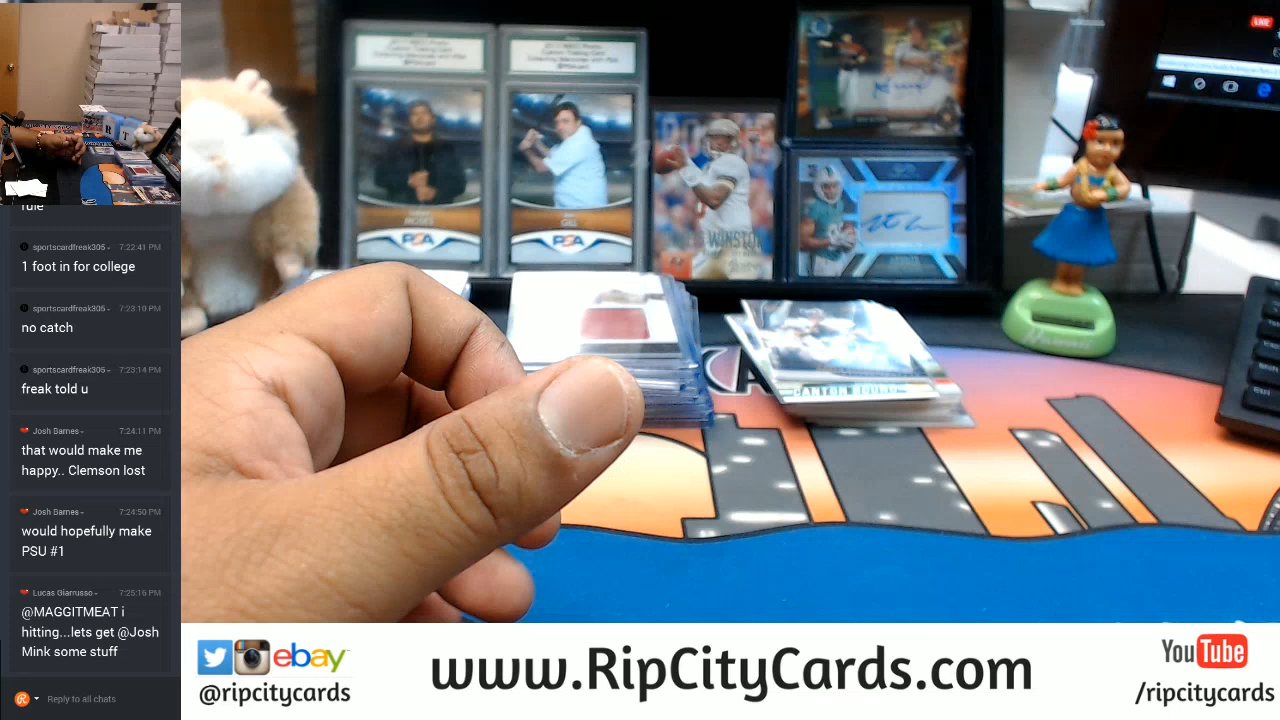 rule
sportscardfreak305 7:22:41 PM
1 foot in for college
sportscardfreak305 7:23:10 PM
no catch
sportscardfreak305 7:23:14 PM
freak told u
Josh Barnes 7:24:11 PM
that would make me
happy.. Clemson lost
Josh Barnes 7:24:50 PM
would hopefully make
PSU #1
Lucas Giarrusso 7:25:16 PM
@MAGGITMEAT i
hitting...lets get @Josh
Mink some stuff
Reply to all chats
PSA
PSA
WINSTON
LIKE
ebay
@ripcitycards
www.RipCityCards.com
YouTube
/ripcitycards